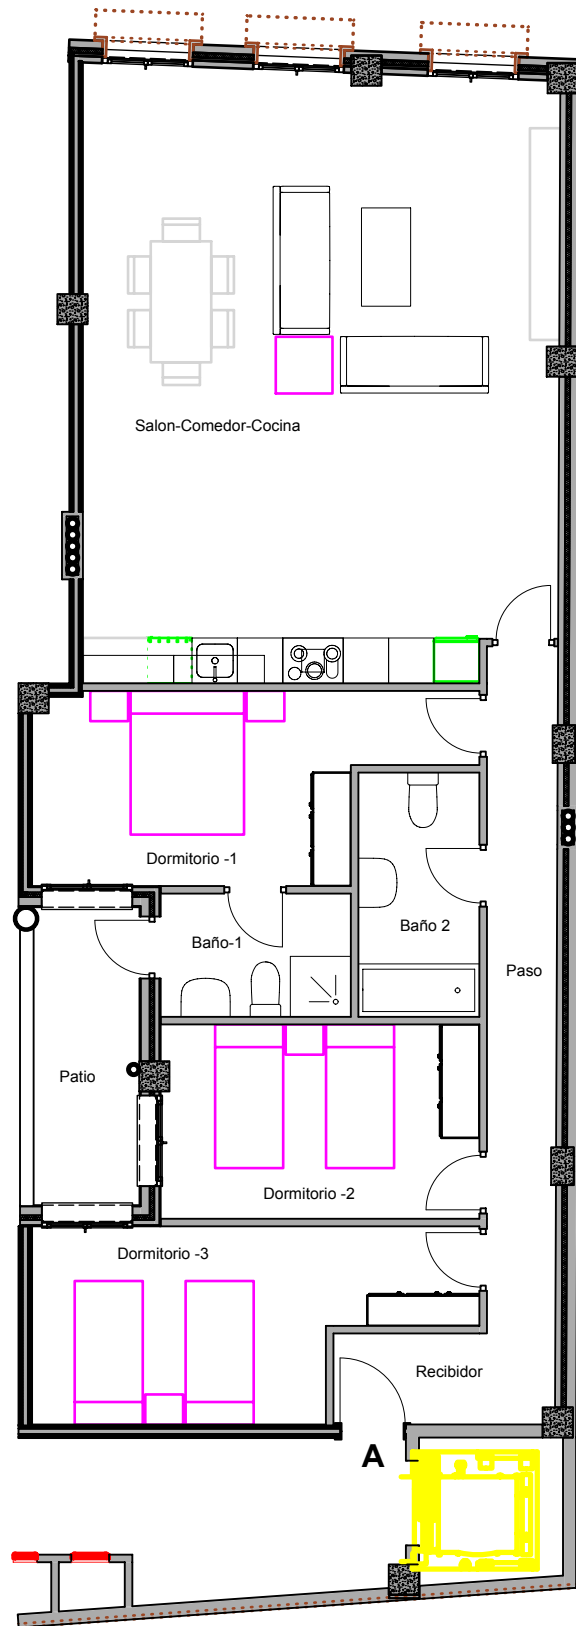 Salon-Comedor-Cocina
Dormitorio -1
Baño 2
Baño-1
Paso
Patio
Dormitorio -2
Dormitorio -3
Recibidor
A